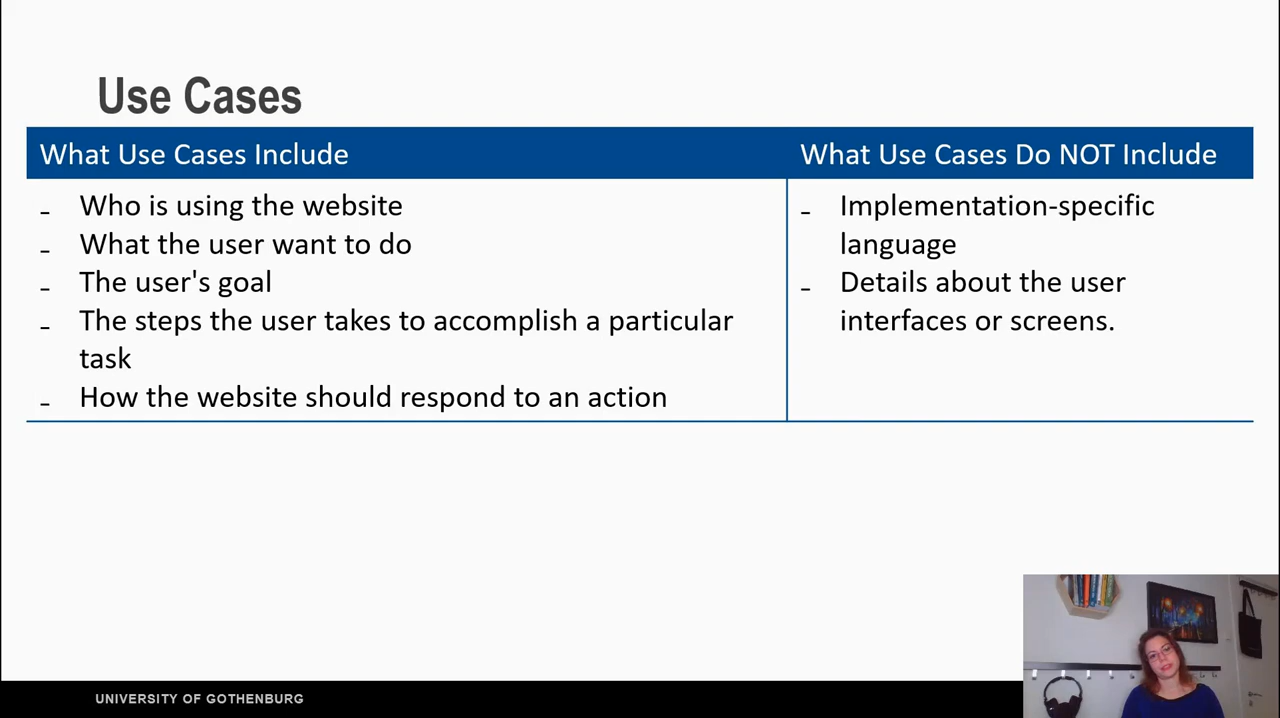 Use Cases
What Use Cases Include
What Use Cases Do NOT Include
- Who is using the website
- What the user want to do
- The user's goal
- The steps the user takes to accomplish a particular
task
- How the website should respond to an action
- Implementation-specific
language
- Details about the user
interfaces or screens.
UNIVERSITY OF GOTHENBURG